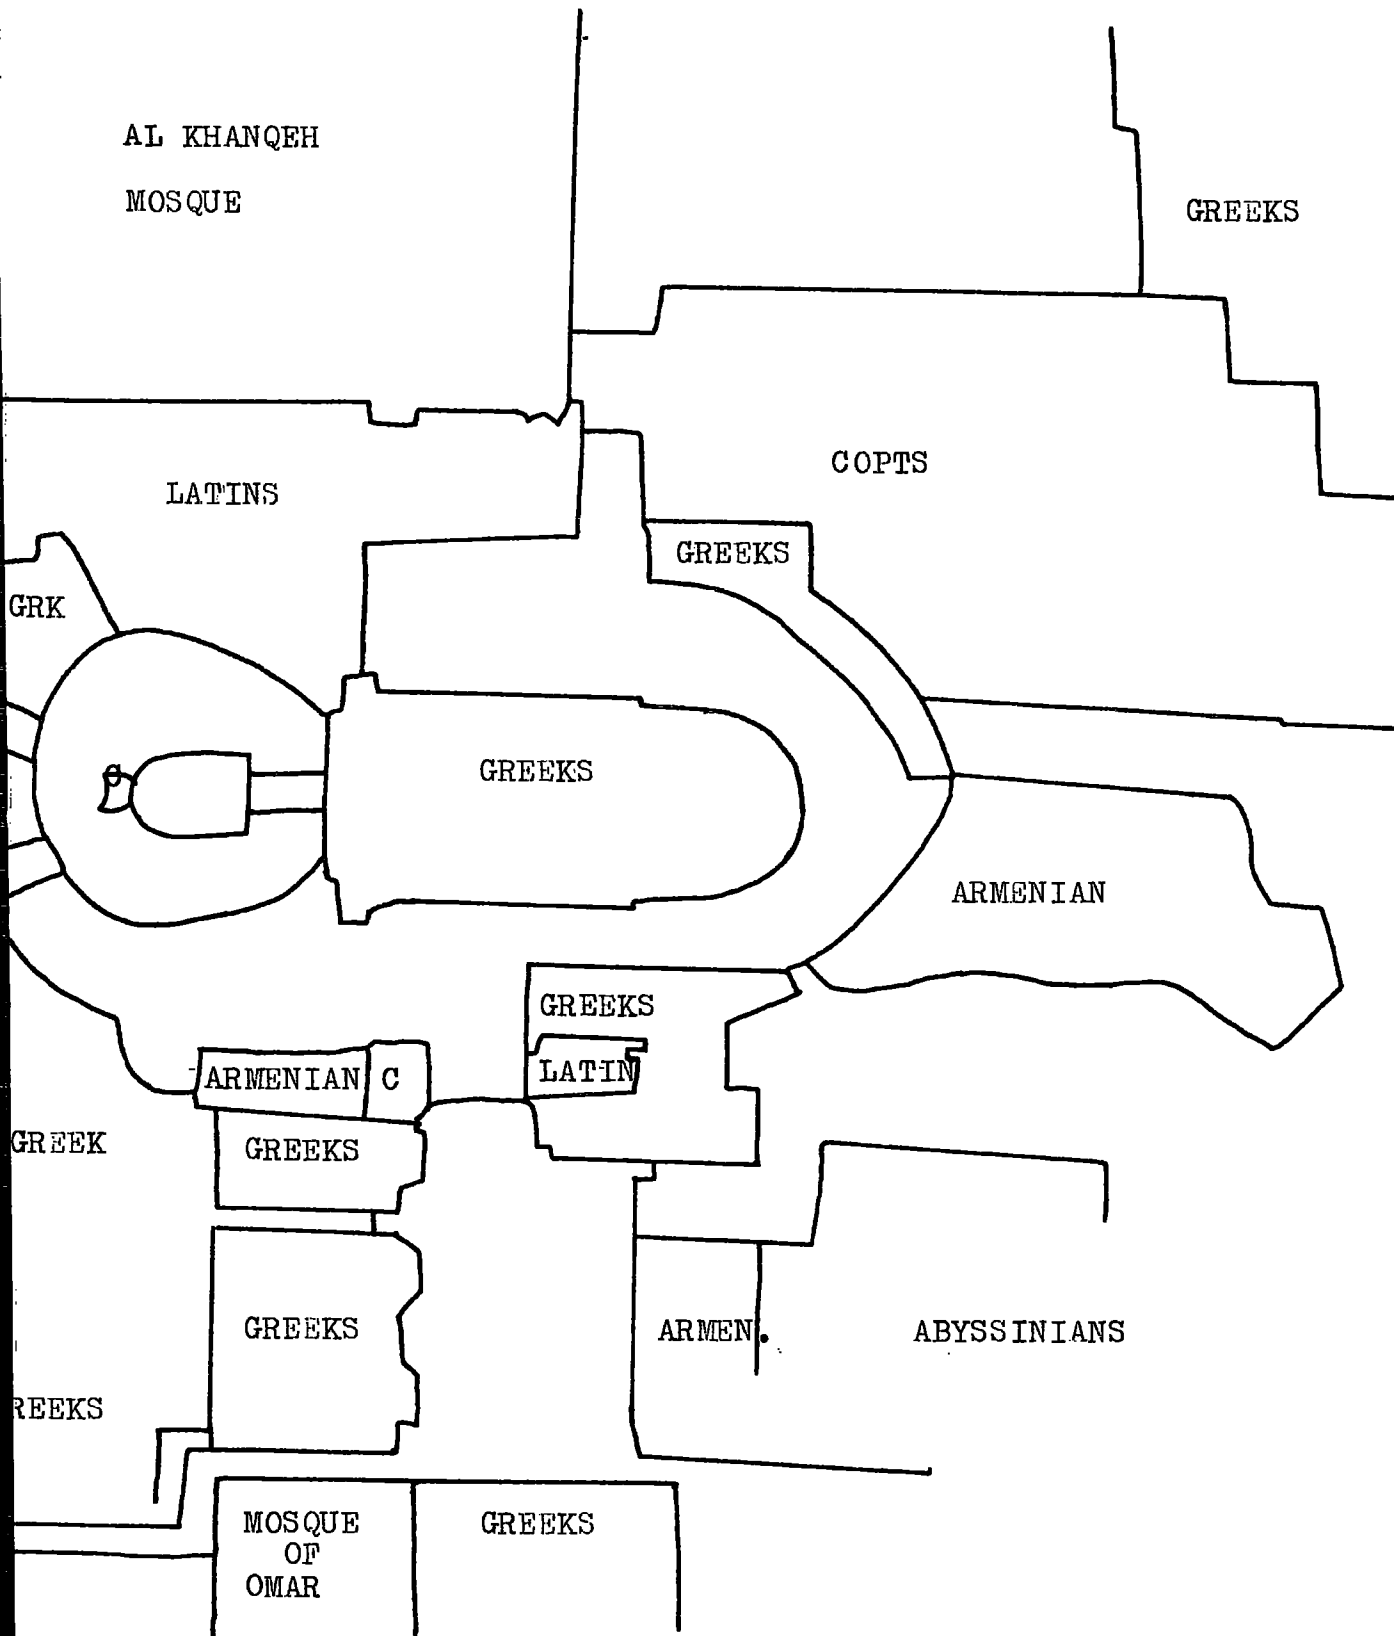 AL KHANQEH
MOSQUE
GREEKS
COPTS
LATINS
GREEKS
GRK
GREEKS
C
ARMENIAN
GREEKS
LATIN
ARMENIAN
C
GREEK
GREEKS
GREEKS
ARMEN.
ABYSSINIANS
REEKS
MOSQUE
OF
OMAR
GREEKS